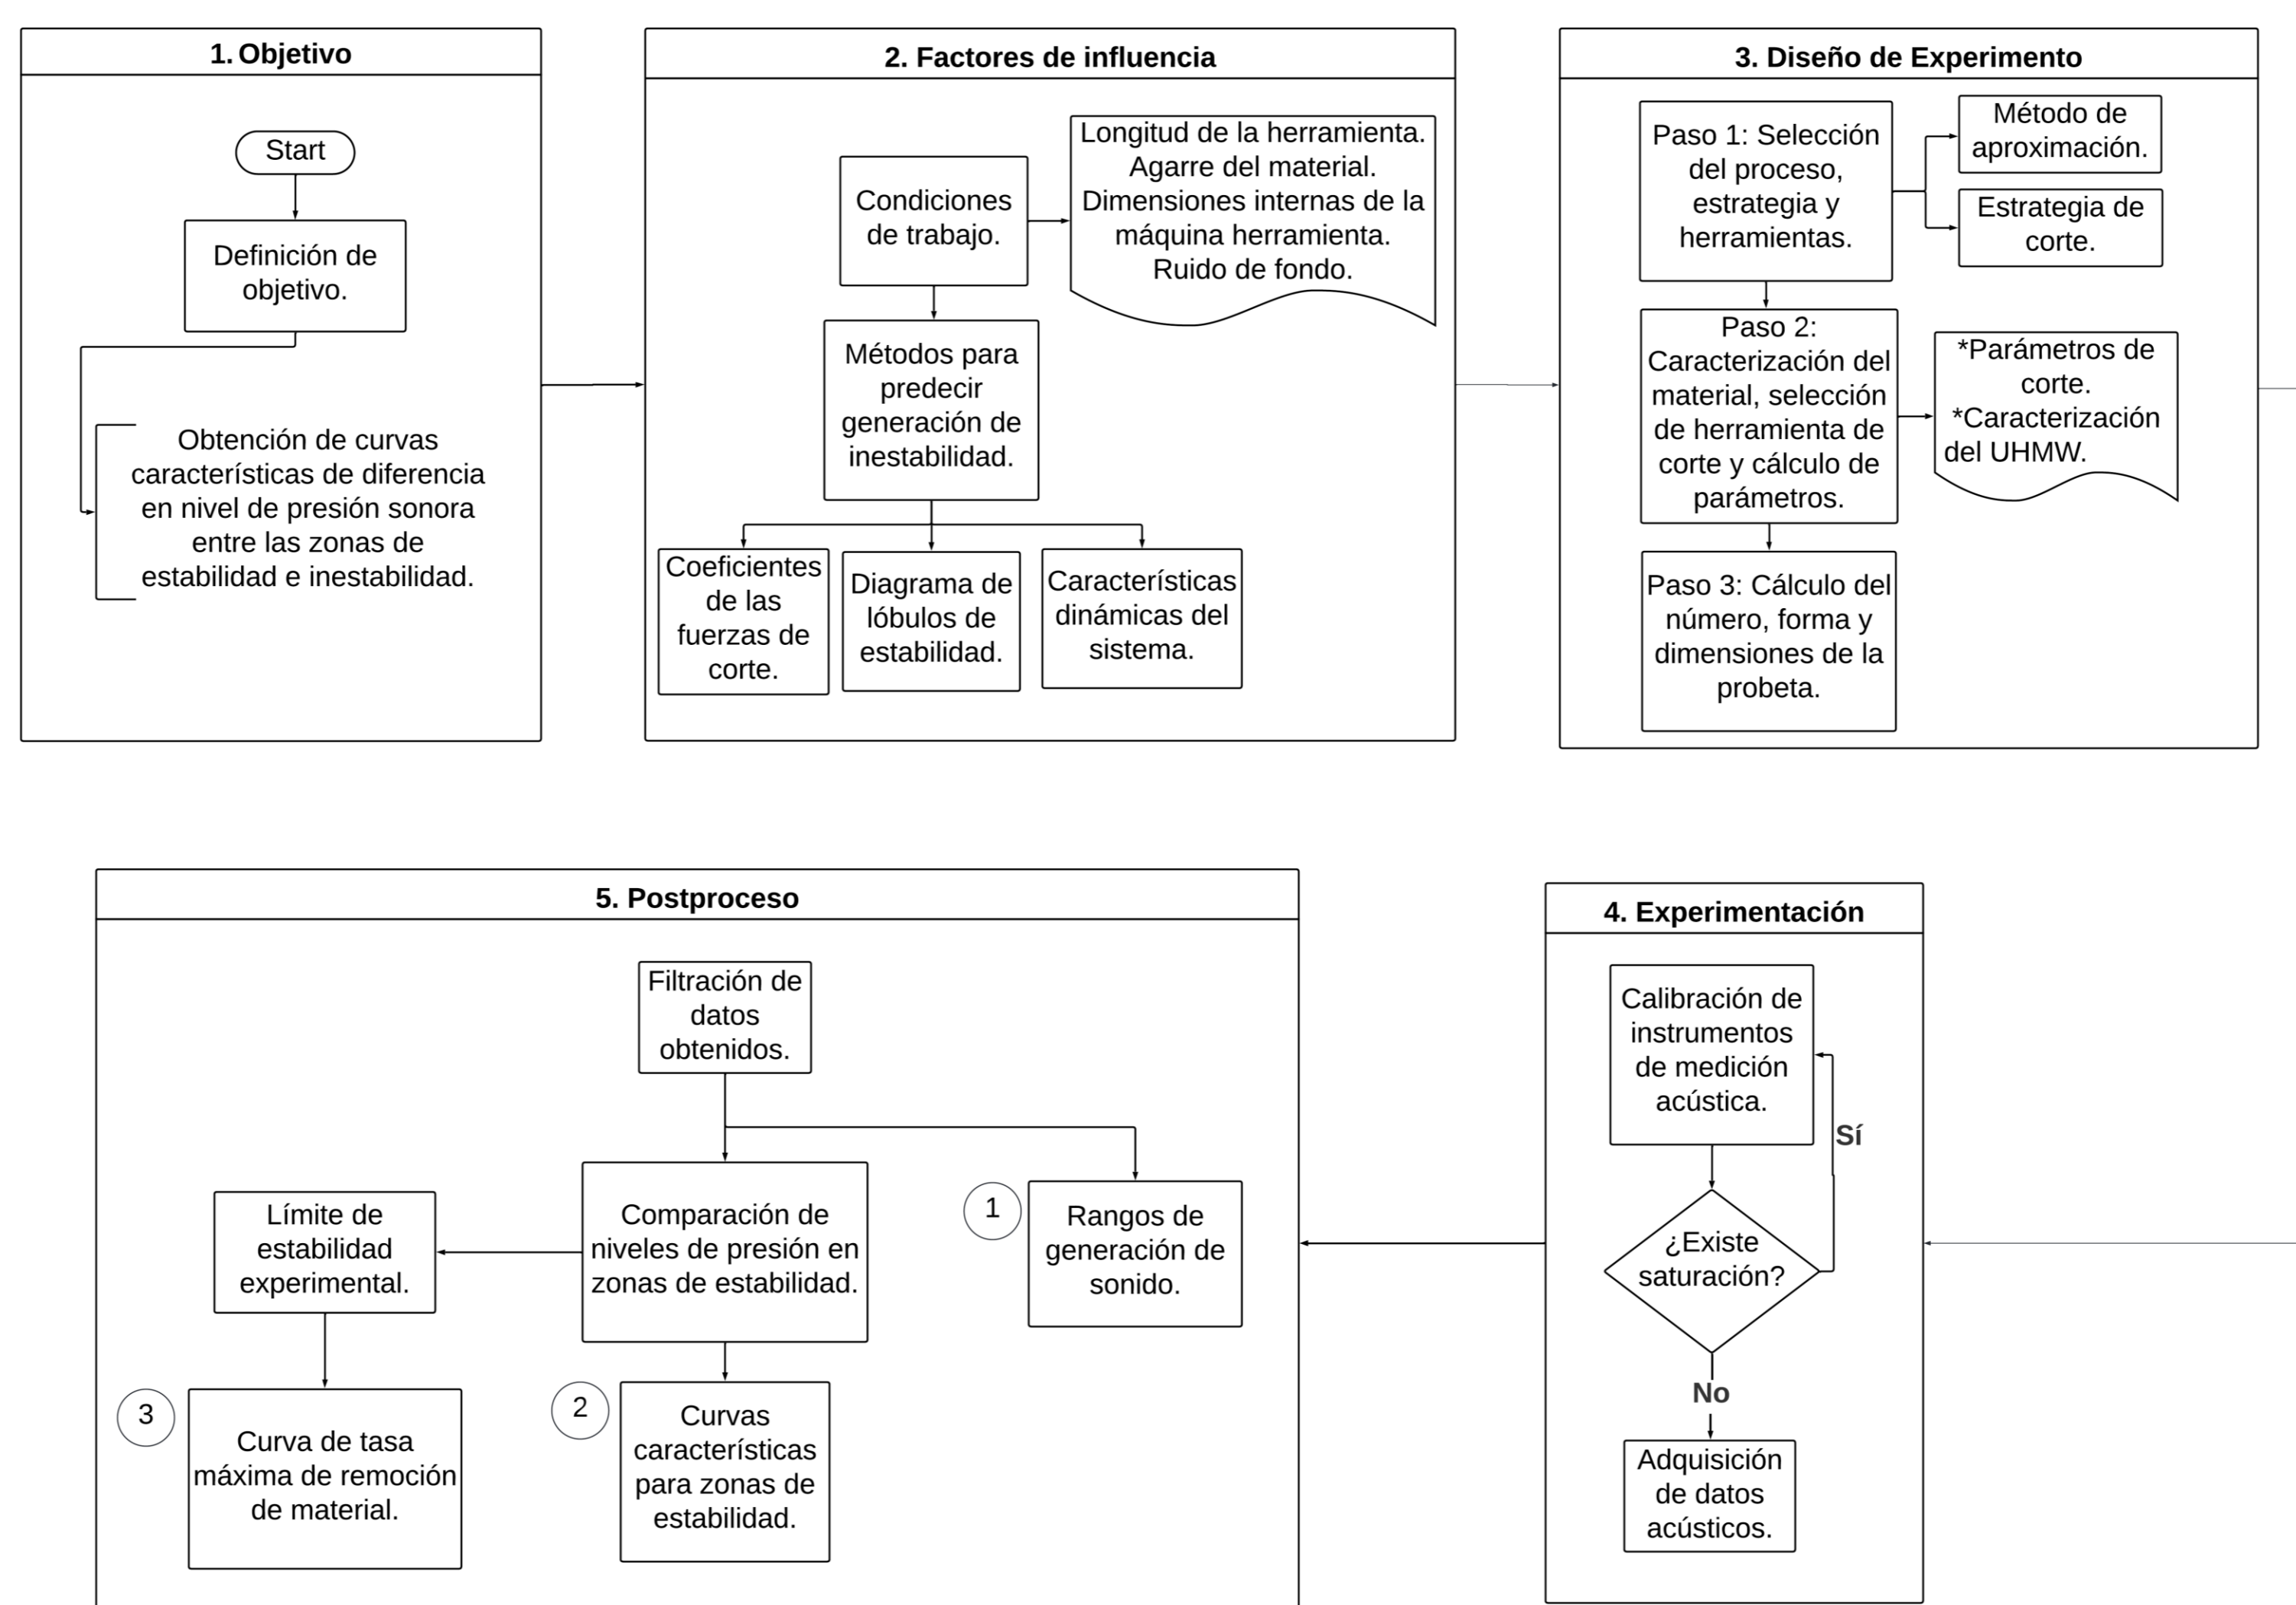 1. Objetivo
Start
Definición de
objetivo.
Obtención de curvas
características de diferencia
en nivel de presión sonora
entre las zonas de
estabilidad e inestabilidad.
2. Factores de influencia
Condiciones
de trabajo.
Longitud de la herramienta.
Agarre del material.
Dimensiones internas de la
máquina herramienta.
Ruido de fondo.
Métodos para
predecir
generación de
inestabilidad.
Coeficientes
de las
fuerzas de
corte.
Diagrama de
lóbulos de
estabilidad.
Características
dinámicas del
sistema.
3. Diseño de Experimento
Paso 1: Selección
del proceso,
estrategia y
herramientas.
Método de
aproximación.
Estrategia de
corte.
Paso 2:
Caracterización del
material, selección
de herramienta de
corte y cálculo de
parámetros.
*Parámetros de
corte.
*Caracterización
del UHMW.
Paso 3: Cálculo del
número, forma y
dimensiones de la
probeta.
4. Experimentación
Calibración de
instrumentos
de medición
acústica.
Sí
¿Existe
saturación?
No
Adquisición
de datos
acústicos.
5. Postproceso
Filtración de
datos
obtenidos.
1
Rangos de
generación de
sonido.
Comparación de
niveles de presión en
zonas de estabilidad.
Límite de
estabilidad
experimental.
2
Curvas
características
para zonas de
estabilidad.
3
Curva de tasa
máxima de remoción
de material.